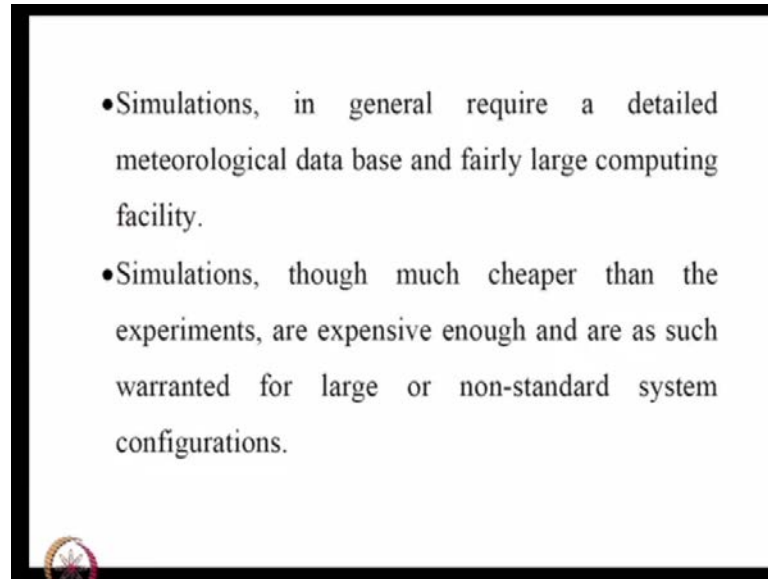 •Simulations, in general require a detailed
meteorological data base and fairly large computing
facility.
•Simulations, though much cheaper than the
experiments, are expensive enough and are as such
warranted for large or non-standard system
configurations.